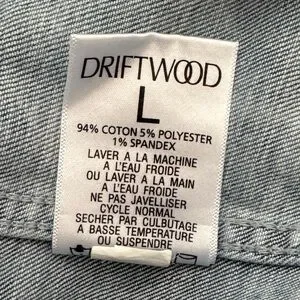 DRIFTWOOD
L
94% COTON 5% POLYESTER
1% SPANDEX
LAVER A LA MACHINE
A L'EAU FROIDE
OU LAVER A LA MAIN
A L'EAU FROIDE
NE PAS JAVELLISER
CYCLE NORMAL
SECHER PAR CULBUTAGE
A BASSE TEMPERATURE
OU SUSPENDRE